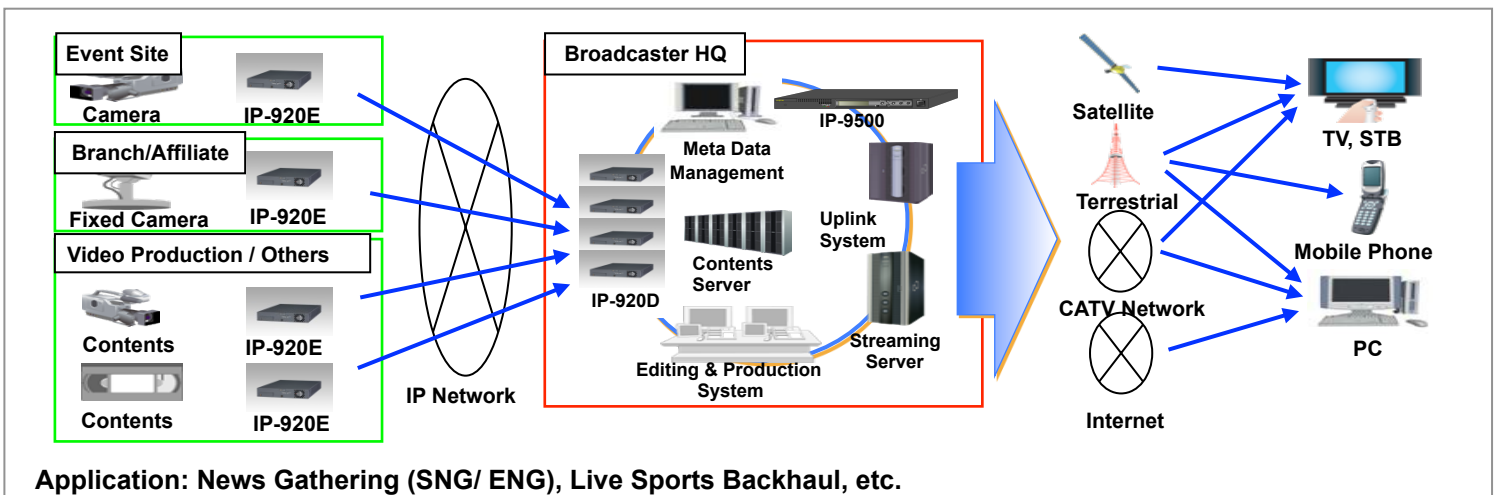 Event Site
Camera
IP-920E
Branch/Affiliate
Fixed Camera
IP-920E
Video Production / Others
Contents
IP-920E
Contents
IP-920E
IP Network
Broadcaster HQ
IP-9500
Meta Data
Management
IP-920D
Contents
Server
Uplink
System
Streaming
Server
Editing & Production
System
Satellite
Terrestrial
CATV Network
Internet
TV, STB
Mobile Phone
PC
Application: News Gathering (SNG/ ENG), Live Sports Backhaul, etc.